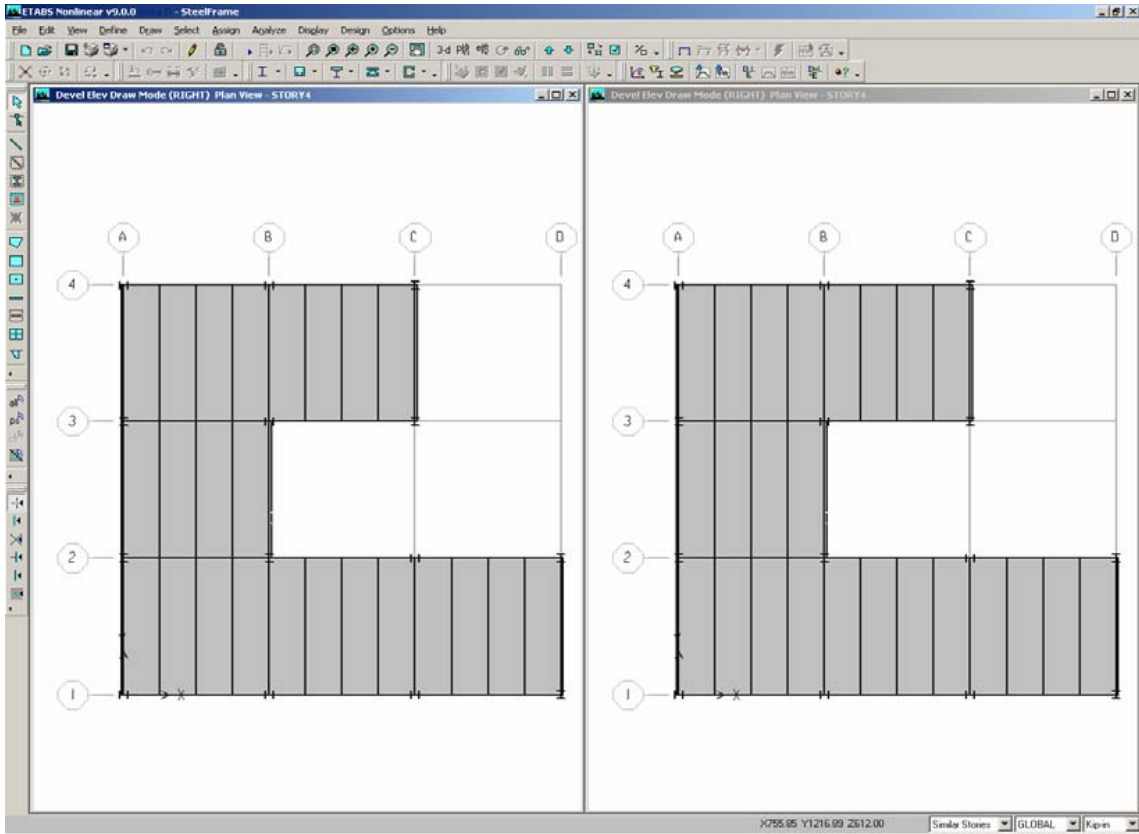 ETABS Nonlinear v9.0.0 - SteelFrame
File Edit View Define Draw Select Assign Analyze Display Design Options Help
3-d
Devel Elev Draw Mode (RIGHT) Plan View - STORY4
Devel Elev Draw Mode (RIGHT) Plan View - STORY4
all
A B C D
A B C D
4
4
3
3
2
2
1
1
X
X
X755.85 Y1216.89 Z612.00 Similar Stories GLOBAL Kip-in